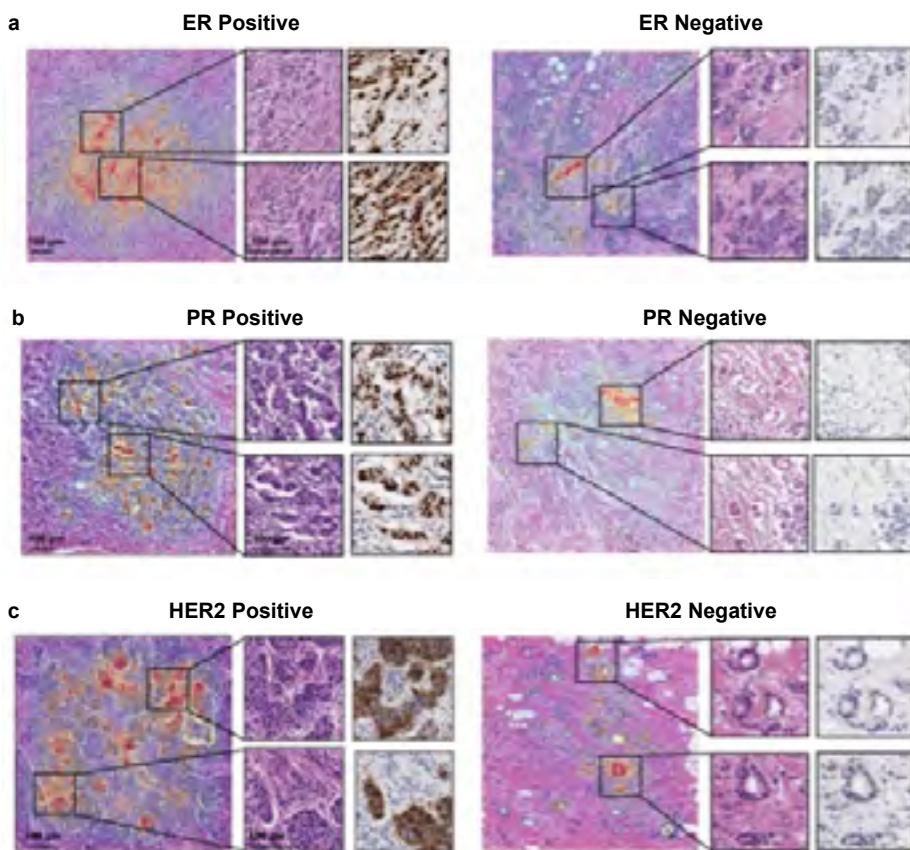 a
ER Positive
ER Negative
b
PR Positive
PR Negative
c
HER2 Positive
HER2 Negative